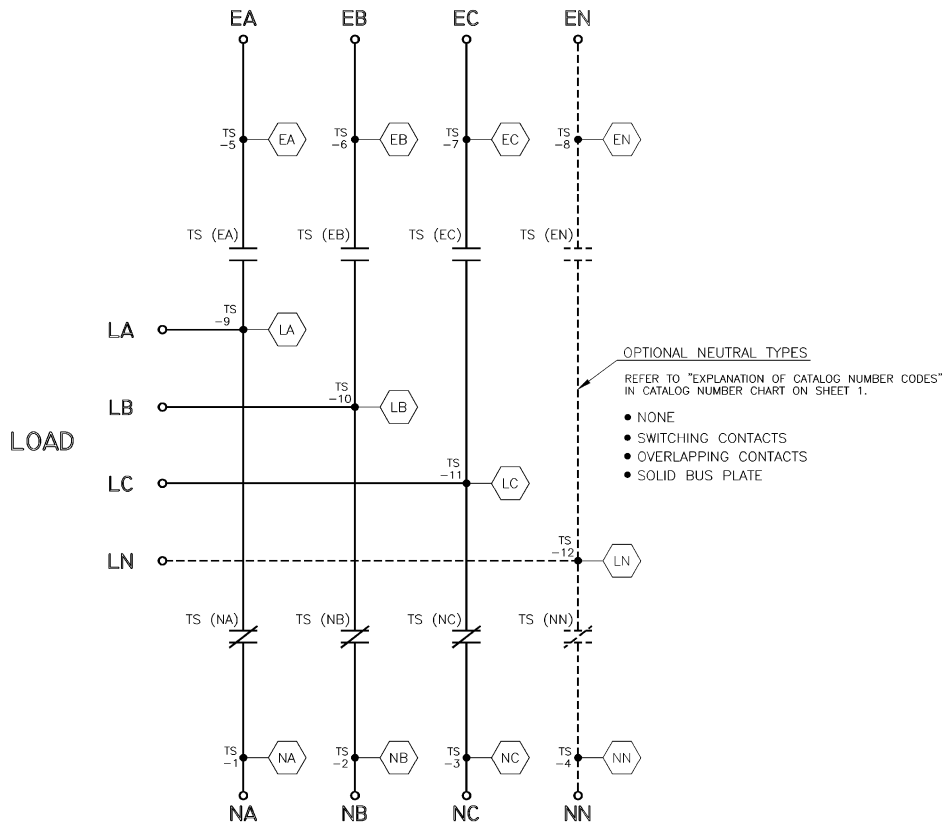 EA EB EC EN
TS -5 EA TS -6 EB TS -7 EC TS -8 EN
TS (EA) TS (EB) TS (EC) TS (EN)
TS -9 LA
LA
OPTIONAL NEUTRAL TYPES
REFER TO "EXPLANATION OF CATALOG NUMBER CODES"
IN CATALOG NUMBER CHART ON SHEET 1.
• NONE
• SWITCHING CONTACTS
• OVERLAPPING CONTACTS
• SOLID BUS PLATE
TS -10 LB
LB
LOAD
TS -11 LC
LC
TS -12 LN
LN
TS (NA) TS (NB) TS (NC) TS (NN)
TS -1 NA TS -2 NB TS -3 NC TS -4 NN
NA NB NC NN